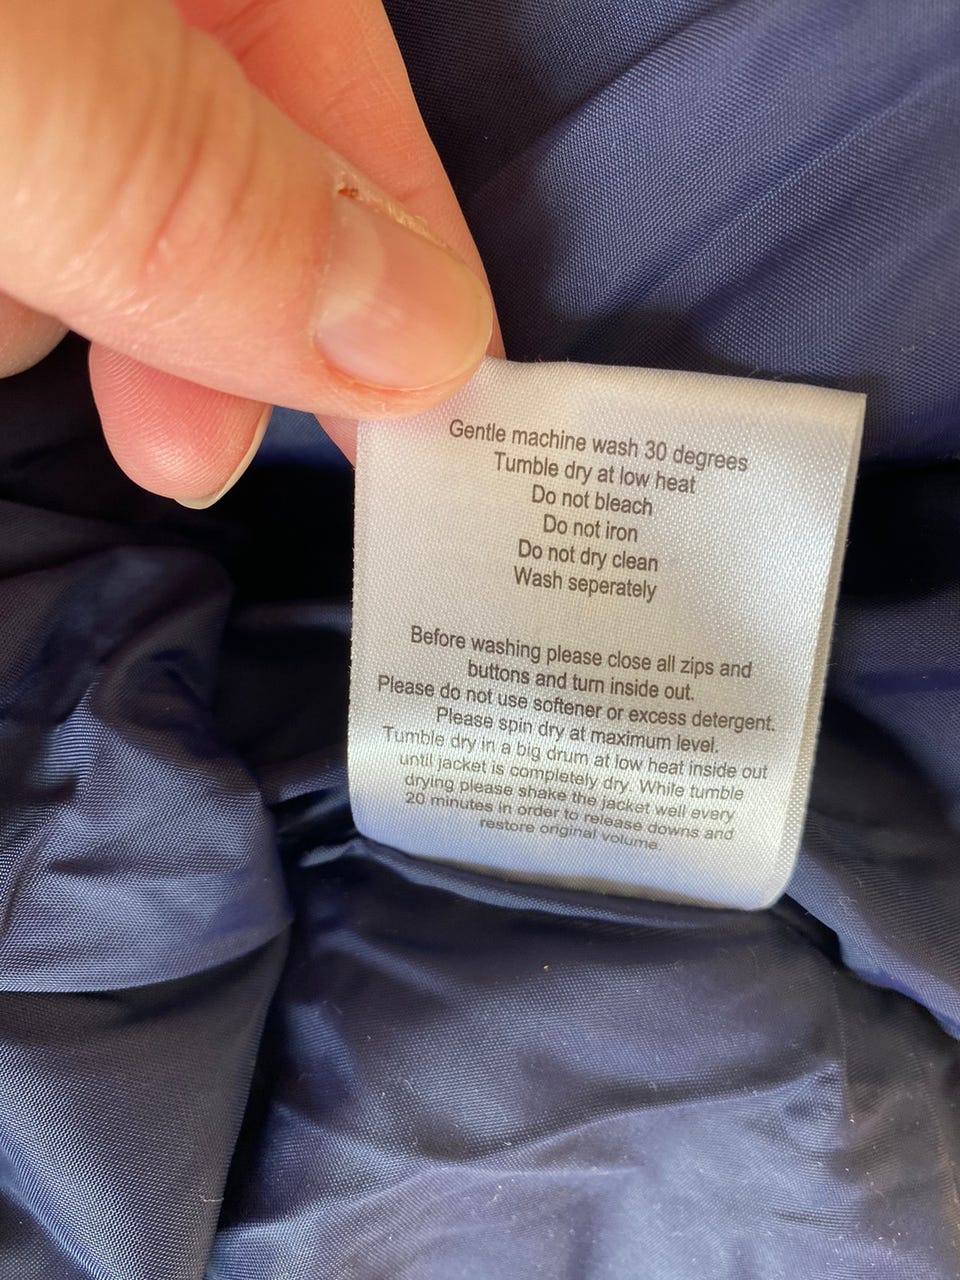 Gentle machine wash 30 degrees
Tumble dry at low heat
Do not bleach
Do not iron
Do not dry clean
Wash seperately
Before washing please close all zips and
buttons and turn inside out.
Please do not use softener or excess detergent.
Please spin dry at maximum level.
Tumble dry in a big drum at low heat inside out
until jacket is completely dry. While tumble
drying please shake the jacket well every
20 minutes in order to release downs and
restore original volume.